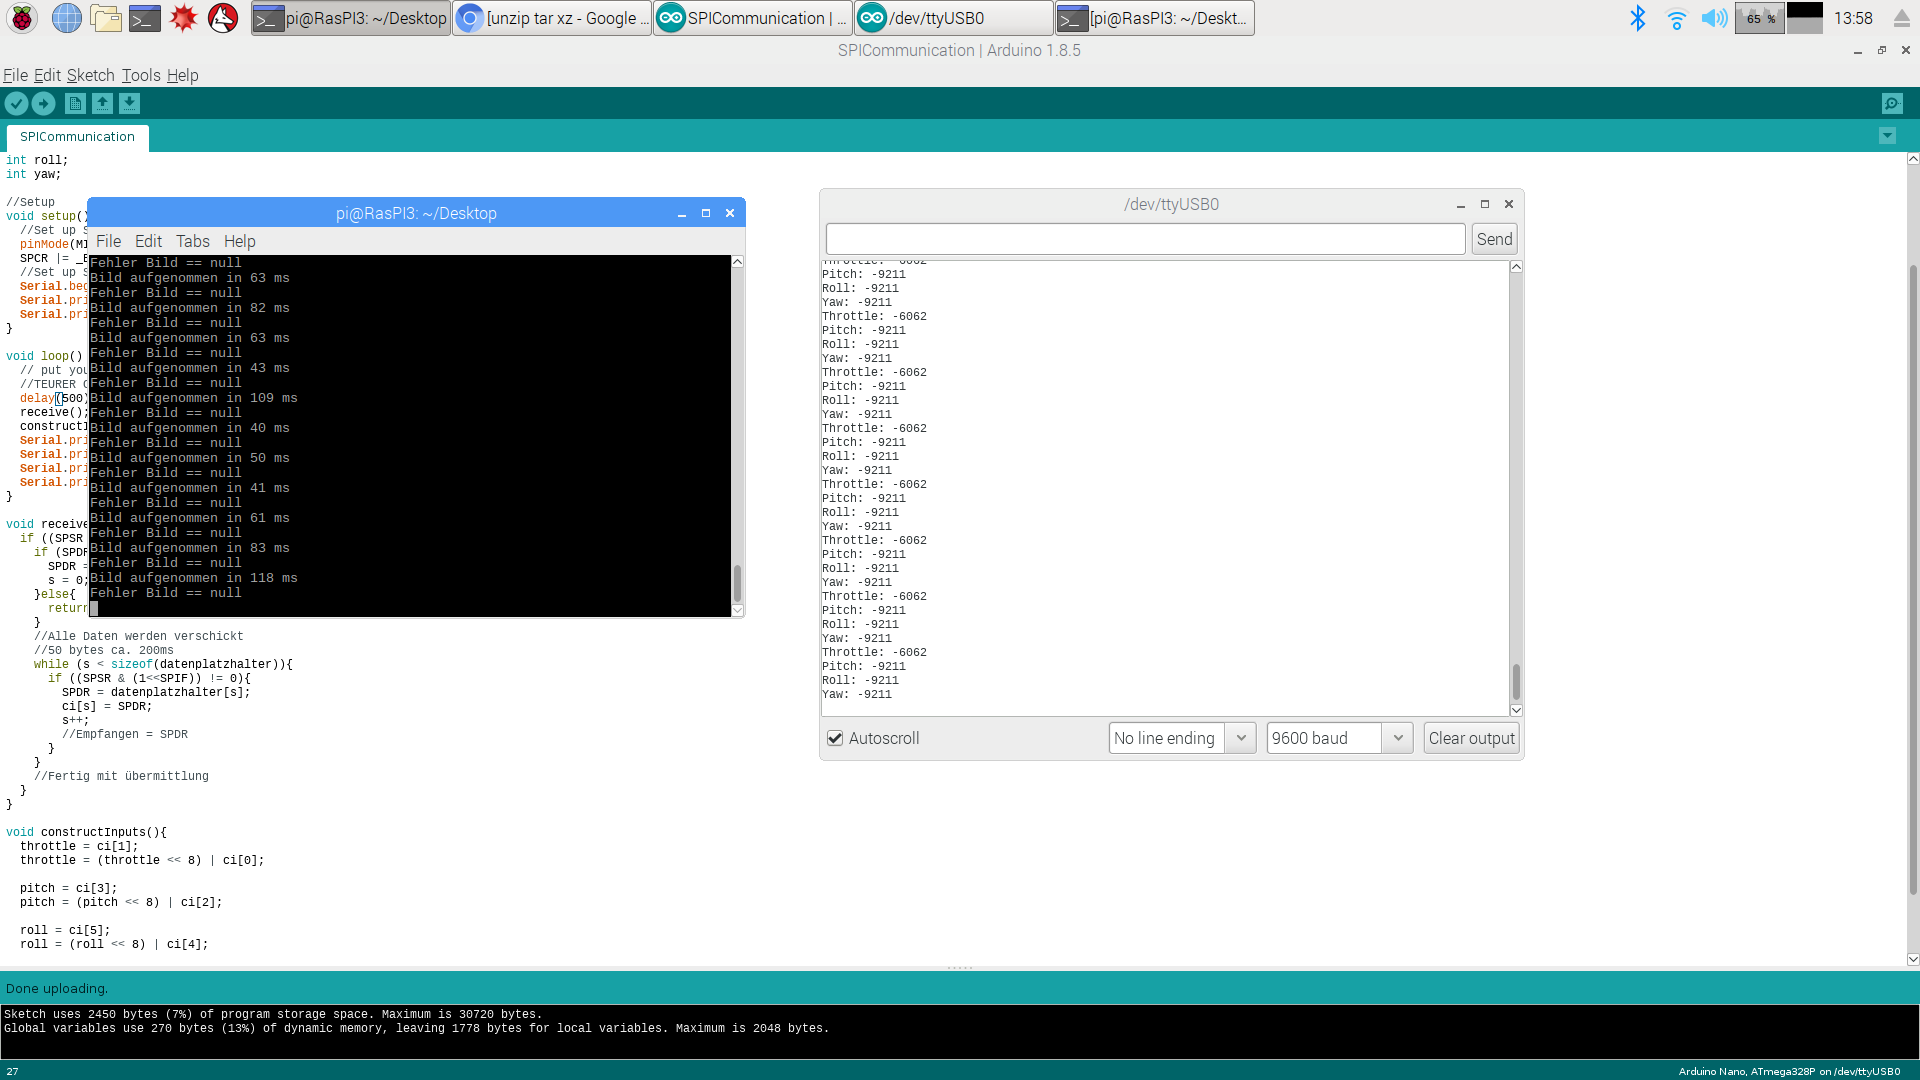 pi@RasPI3: ~/Desktop
[unzip tar xz - Google ...
SPICommunication | ...
/dev/ttyUSB0
[pi@RasPI3: ~/Deskt...
65 %
13:58
SPICommunication | Arduino 1.8.5
File Edit Sketch Tools Help
SPICommunication
int roll;
int yaw;
//Setup
void setup()
//Set up S
pinMode(MI
SPCR |= _B
//Set up S
Serial.beg
Serial.pri
Serial.pri
}
void loop()
// put you
//TEURER C
delay(500)
receive();
constructI
Serial.pri
Serial.pri
Serial.pri
Serial.pri
}
void receive
if ((SPSR
if (SPDR
SPDR =
s = 0;
}else{
return
}
//Alle Daten werden verschickt
//50 bytes ca. 200ms
while (s < sizeof(datenplatzhalter)){
if ((SPSR & (1<<SPIF)) != 0){
SPDR = datenplatzhalter[s];
ci[s] = SPDR;
s++;
//Empfangen = SPDR
}
}
//Fertig mit übermittlung
}
}
void constructInputs(){
throttle = ci[1];
throttle = (throttle << 8) | ci[0];
pitch = ci[3];
pitch = (pitch << 8) | ci[2];
roll = ci[5];
roll = (roll << 8) | ci[4];
pi@RasPI3: ~/Desktop
File Edit Tabs Help
Fehler Bild == null
Bild aufgenommen in 63 ms
Fehler Bild == null
Bild aufgenommen in 82 ms
Fehler Bild == null
Bild aufgenommen in 63 ms
Fehler Bild == null
Bild aufgenommen in 43 ms
Fehler Bild == null
Bild aufgenommen in 109 ms
Fehler Bild == null
Bild aufgenommen in 40 ms
Fehler Bild == null
Bild aufgenommen in 50 ms
Fehler Bild == null
Bild aufgenommen in 41 ms
Fehler Bild == null
Bild aufgenommen in 61 ms
Fehler Bild == null
Bild aufgenommen in 83 ms
Fehler Bild == null
Bild aufgenommen in 118 ms
Fehler Bild == null
/dev/ttyUSB0
Send
Throttle: -6062
Pitch: -9211
Roll: -9211
Yaw: -9211
Throttle: -6062
Pitch: -9211
Roll: -9211
Yaw: -9211
Throttle: -6062
Pitch: -9211
Roll: -9211
Yaw: -9211
Throttle: -6062
Pitch: -9211
Roll: -9211
Yaw: -9211
Throttle: -6062
Pitch: -9211
Roll: -9211
Yaw: -9211
Throttle: -6062
Pitch: -9211
Roll: -9211
Yaw: -9211
Throttle: -6062
Pitch: -9211
Roll: -9211
Yaw: -9211
Throttle: -6062
Pitch: -9211
Roll: -9211
Yaw: -9211
Autoscroll
No line ending
9600 baud
Clear output
Done uploading.
Sketch uses 2450 bytes (7%) of program storage space. Maximum is 30720 bytes.
Global variables use 270 bytes (13%) of dynamic memory, leaving 1778 bytes for local variables. Maximum is 2048 bytes.
27
Arduino Nano, ATmega328P on /dev/ttyUSB0